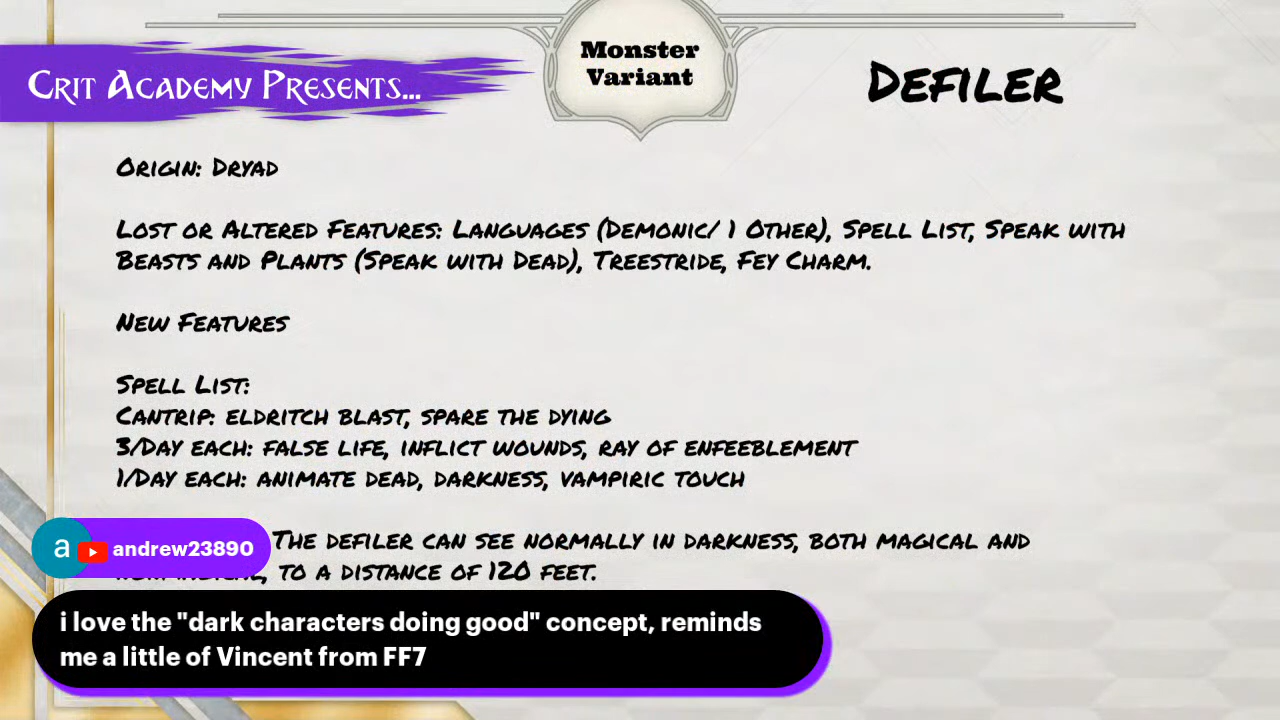 Crit Academy Presents...
Monster
Variant
Defiler
Origin: Dryad
Lost or Altered Features: Languages (Demonic/ 1 Other), Spell List, Speak with
Beasts and Plants (Speak with Dead), Treestride, Fey Charm.
New Features
Spell List:
Cantrip: eldritch blast, spare the dying
3/Day each: false life, inflict wounds, ray of enfeeblement
1/Day each: animate dead, darkness, vampiric touch
The defiler can see normally in darkness, both magical and
to a distance of 120 feet.
a
andrew23890
i love the "dark characters doing good" concept, reminds
me a little of Vincent from FF7